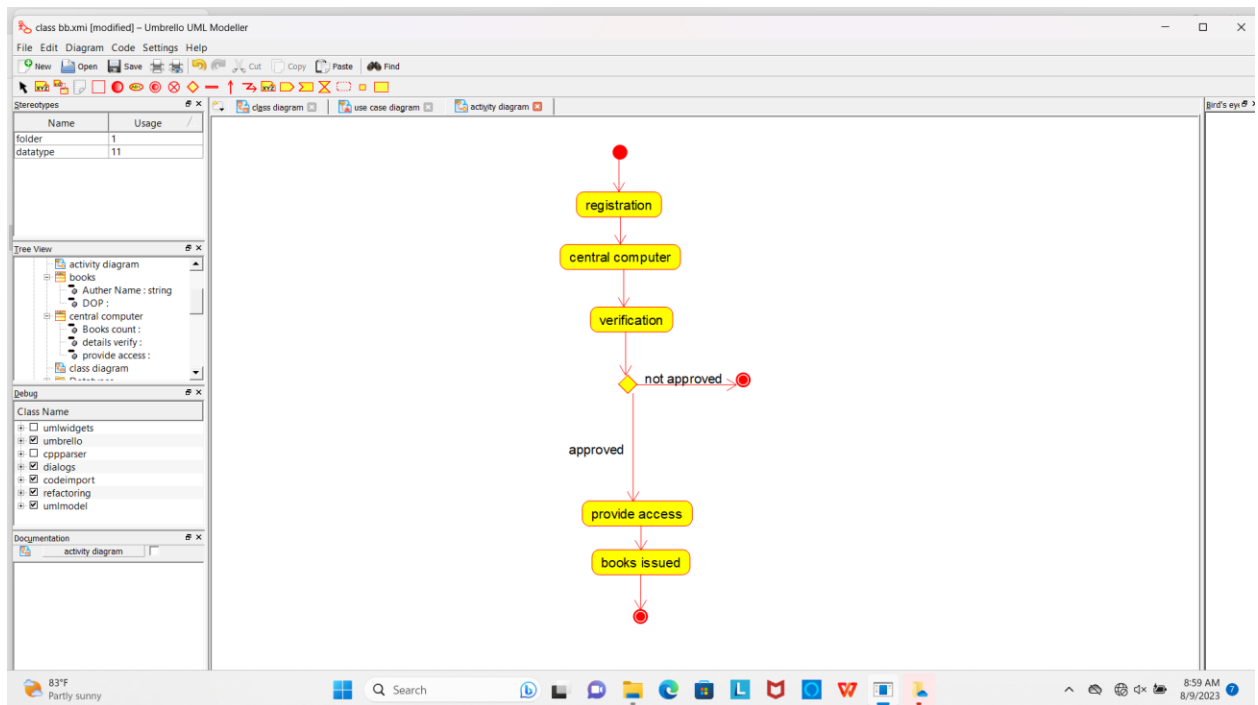 class bb.xmi [modified] – Umbrello UML Modeller
File Edit Diagram Code Settings Help
New Open Save Cut Copy Paste Find
Stereotypes
class diagram use case diagram activity diagram
Bird's eye
Name Usage
folder 1
datatype 11
registration
central computer
verification
not approved
approved
provide access
books issued
Tree View
activity diagram
books
Auther Name : string
DOP :
central computer
Books count :
details verify :
provide access :
class diagram
Datatypes
Debug
Class Name
umlwidgets
umbrello
cppparser
dialogs
codeimport
refactoring
umlmodel
Documentation
activity diagram
83°F
Partly sunny
Search
8:59 AM
8/9/2023
7